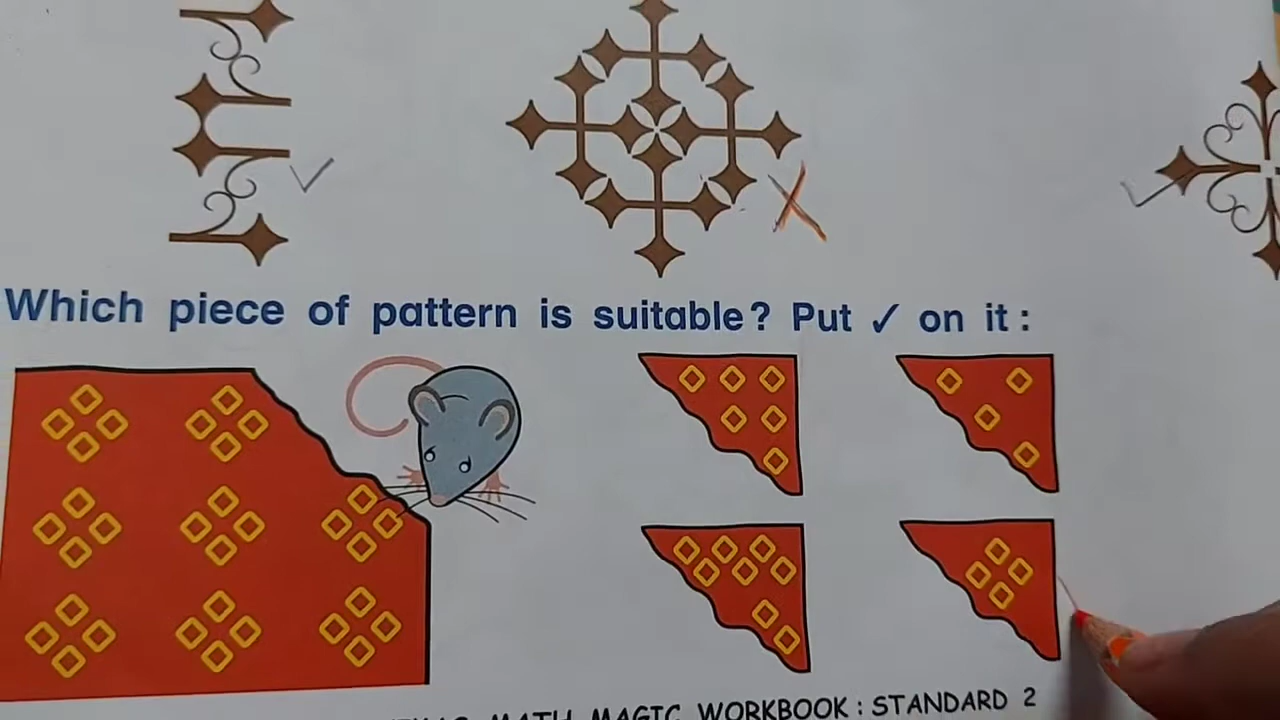 Which piece of pattern is suitable? Put ✓ on it :
MATH MAGIC WORKBOOK : STANDARD 2